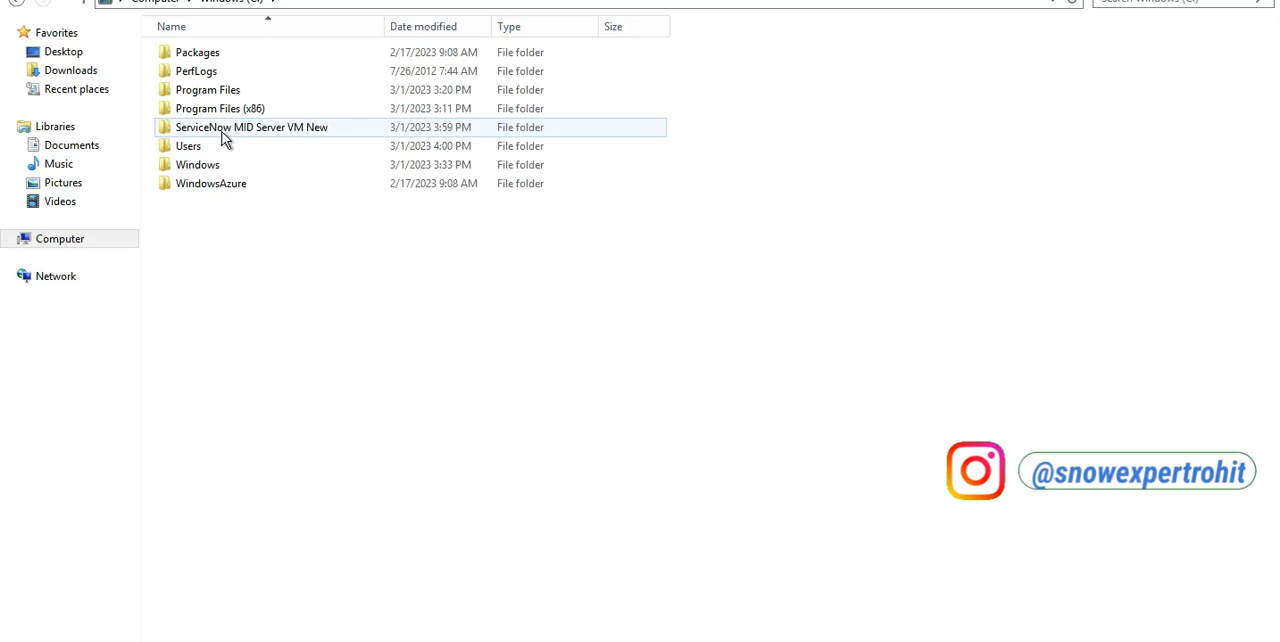 Computer
Windows (C:)
Search Windows (C:)
Name
Date modified
Type
Size
Favorites
Desktop
Downloads
Recent places
Libraries
Documents
Music
Pictures
Videos
Computer
Network
Packages 2/17/2023 9:08 AM File folder
PerfLogs 7/26/2012 7:44 AM File folder
Program Files 3/1/2023 3:20 PM File folder
Program Files (x86) 3/1/2023 3:11 PM File folder
ServiceNow MID Server VM New 3/1/2023 3:59 PM File folder
Users 3/1/2023 4:00 PM File folder
Windows 3/1/2023 3:33 PM File folder
WindowsAzure 2/17/2023 9:08 AM File folder
@snowexpertrohit